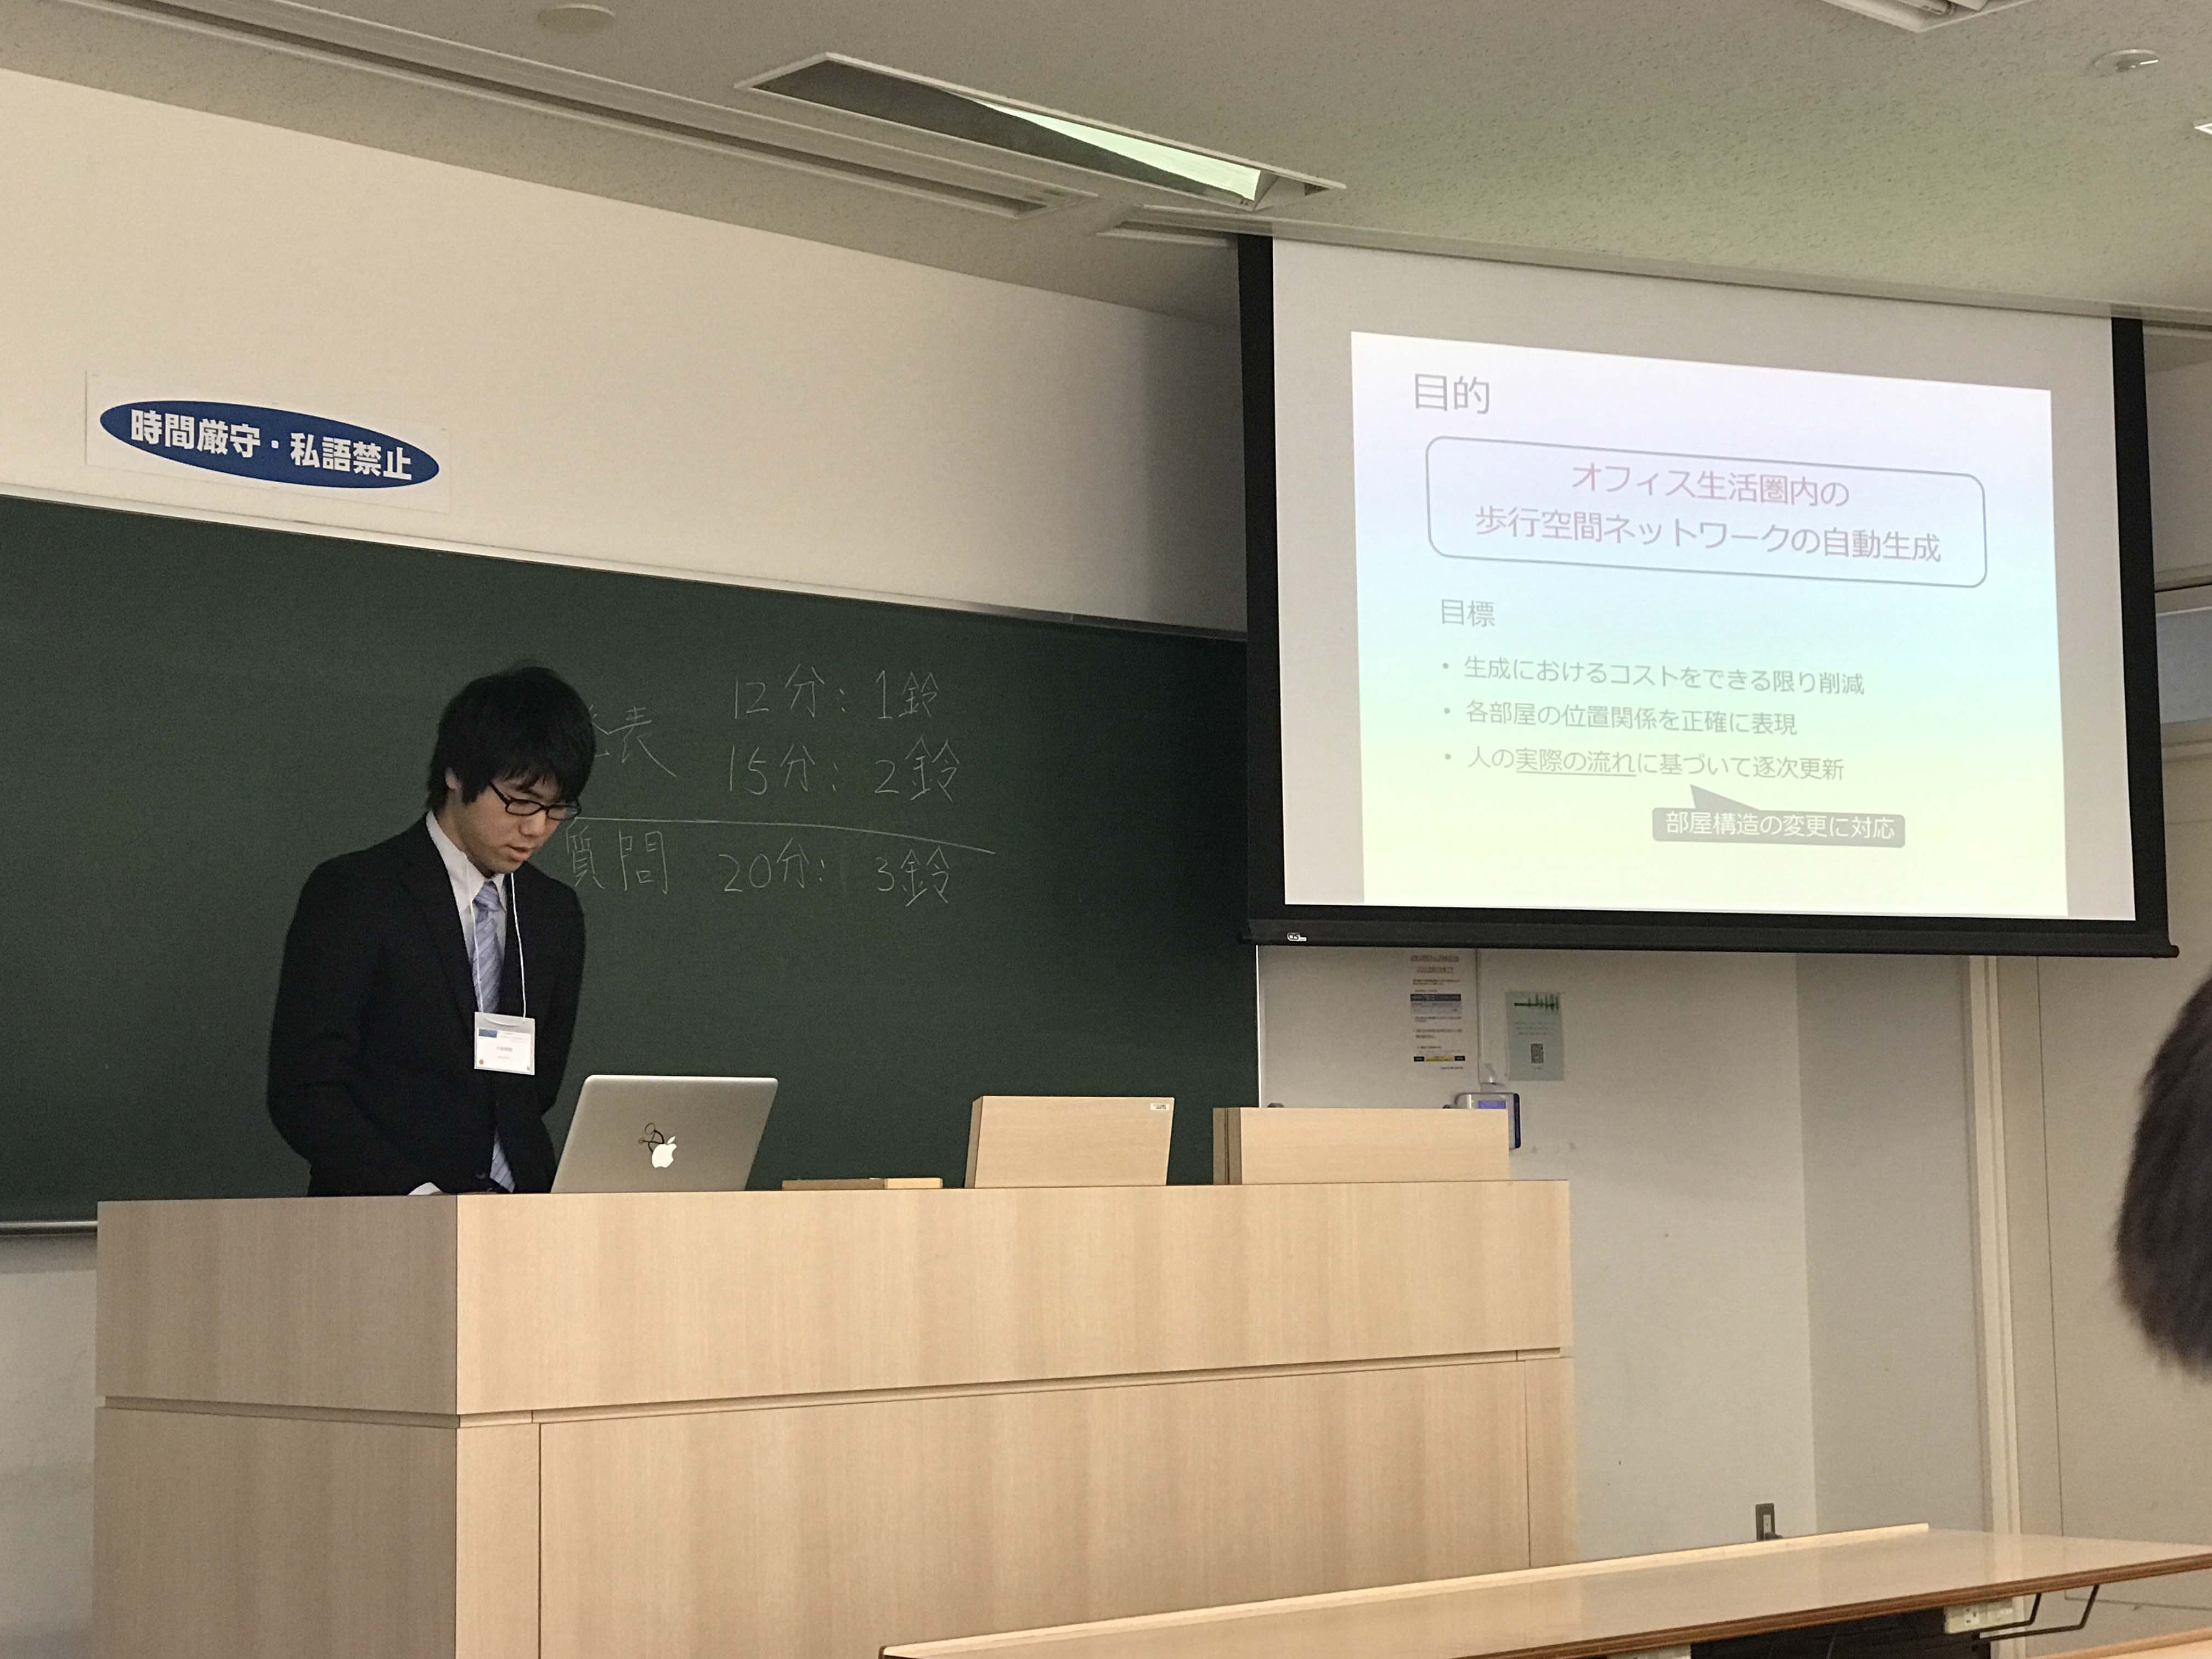 時間厳守・私語禁止
表
12分:1鈴
15分:2鈴
質問 20分:3鈴
目的
オフィス生活圏内の
歩行空間ネットワークの自動生成
目標
• 生成におけるコストをできる限り削減
• 各部屋の位置関係を正確に表現
• 人の実際の流れに基づいて逐次更新
部屋構造の変更に対応